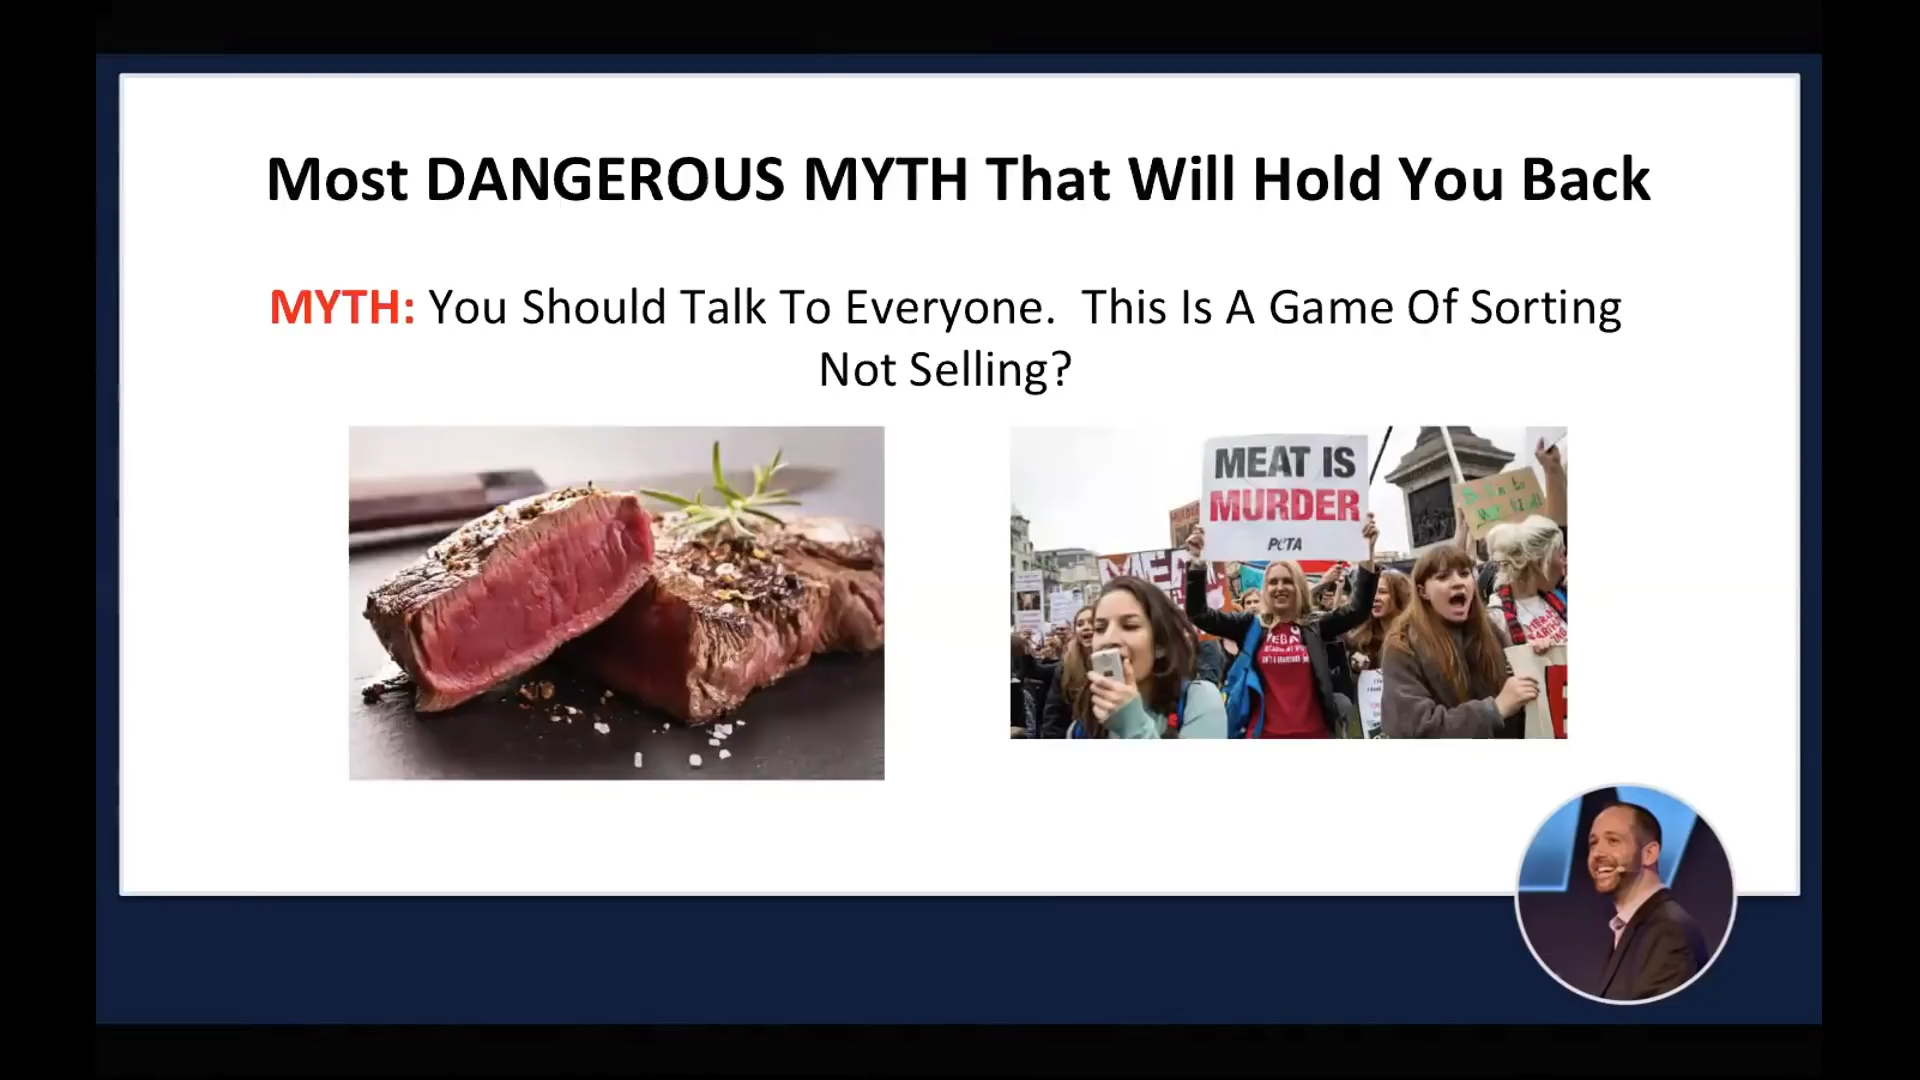 Most DANGEROUS MYTH That Will Hold You Back
MYTH: You Should Talk To Everyone.  This Is A Game Of Sorting
Not Selling?
MEAT IS
MURDER
PETA